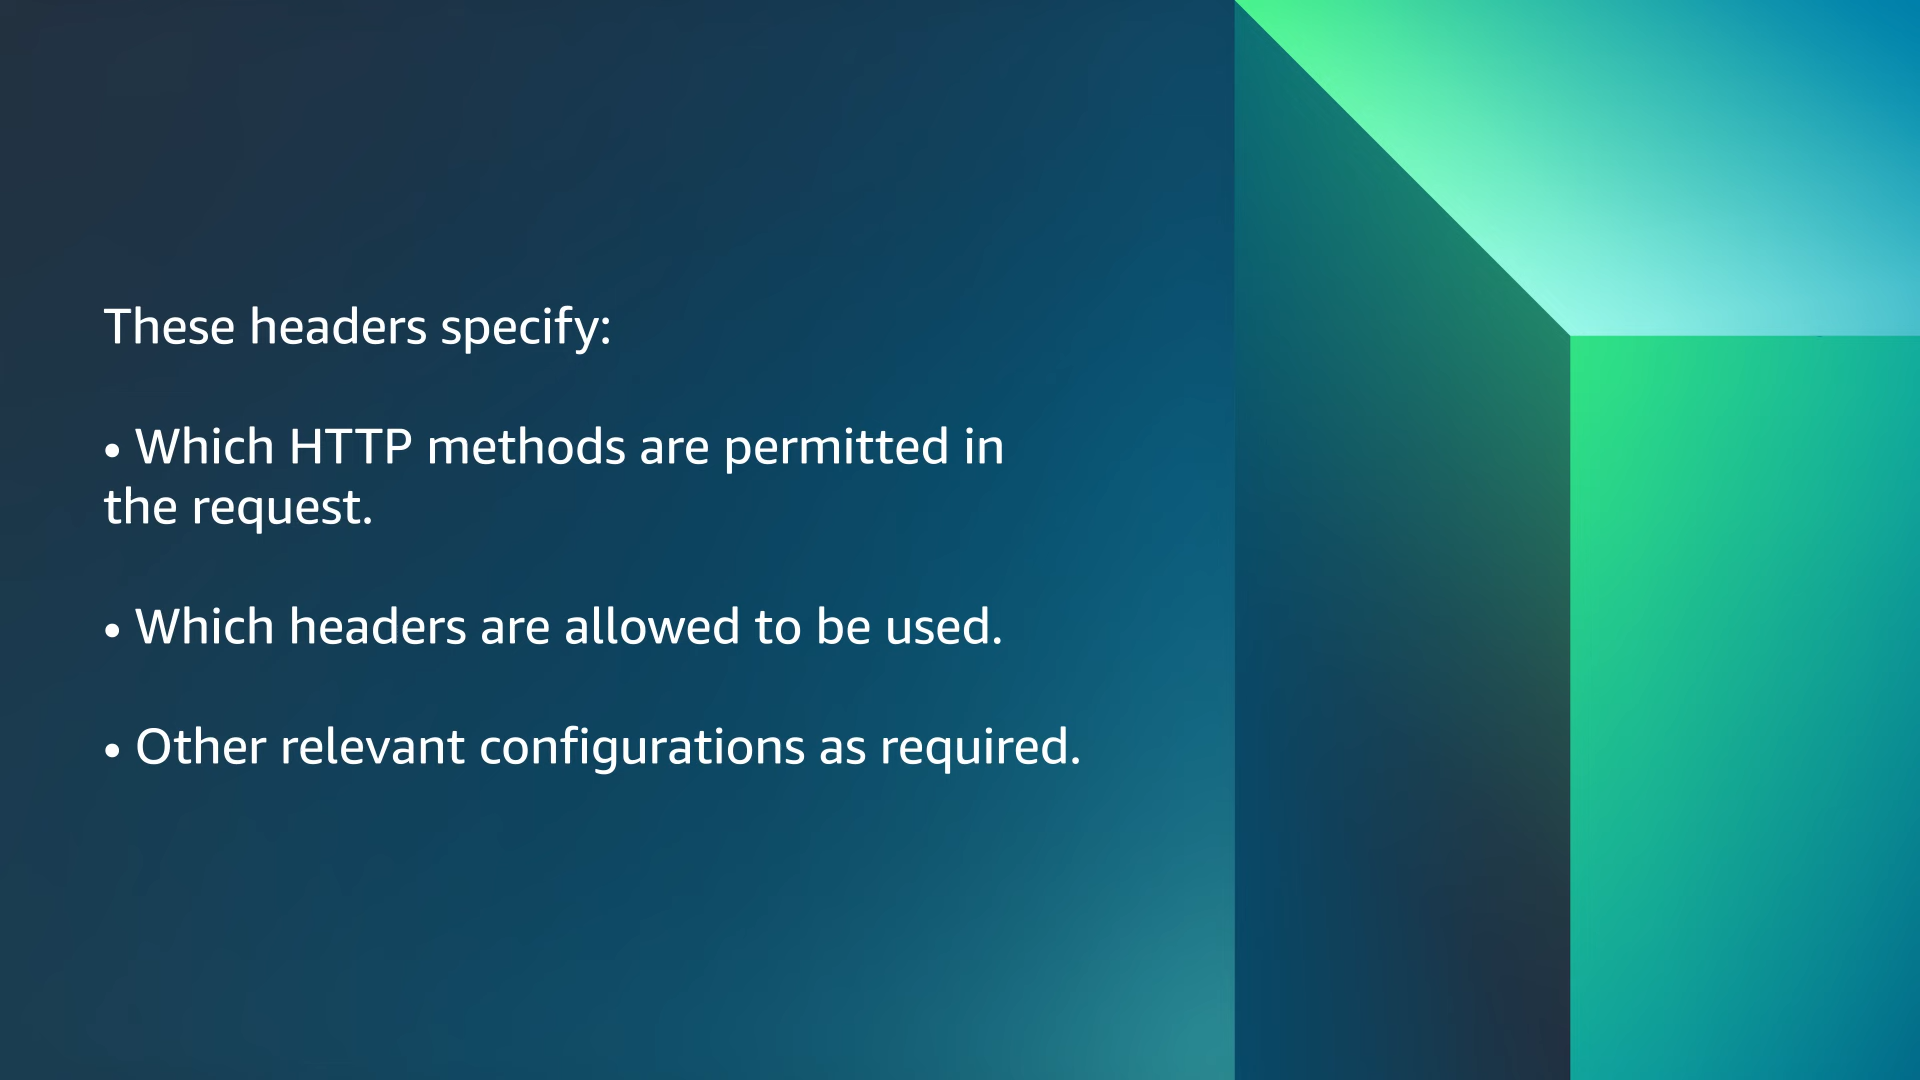 These headers specify:
• Which HTTP methods are permitted in
the request.
• Which headers are allowed to be used.
• Other relevant configurations as required.